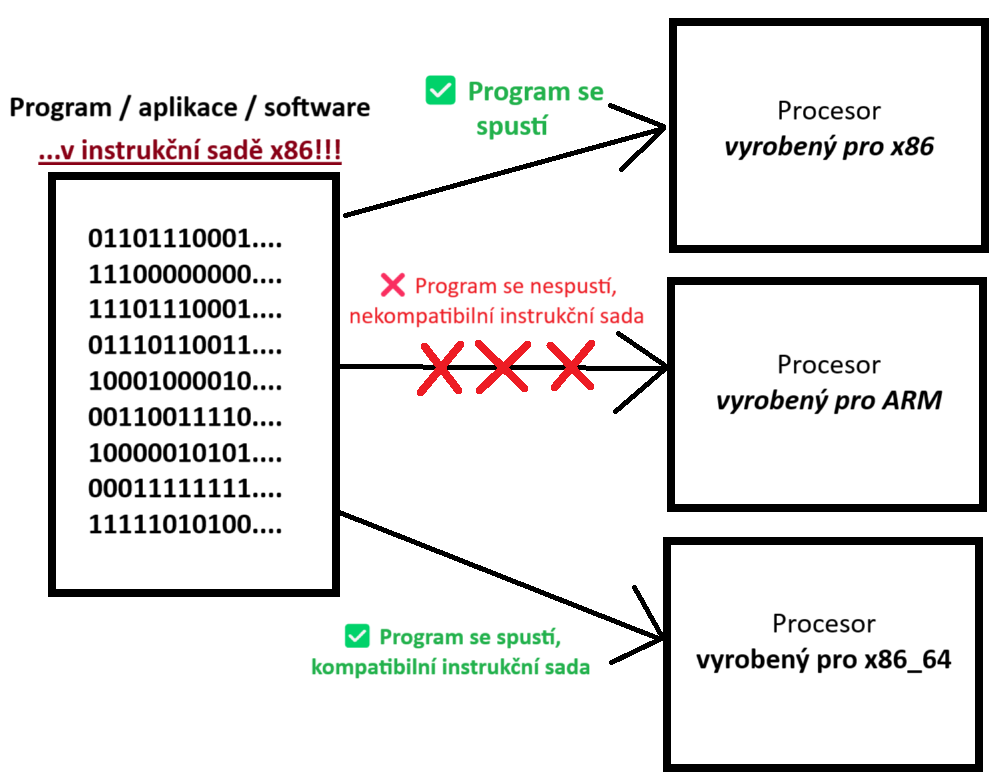 Program / aplikace / software
...v instrukční sadě x86!!!
01101110001....
11100000000....
11101110001....
01110110011....
10001000010....
00110011110....
10000010101....
00011111111....
11111010100....
✅ Program se
spustí
Procesor
vyrobený pro x86
❌ Program se nespustí,
nekompatibilní instrukční sada
Procesor
vyrobený pro ARM
✅ Program se spustí,
kompatibilní instrukční sada
Procesor
vyrobený pro x86_64